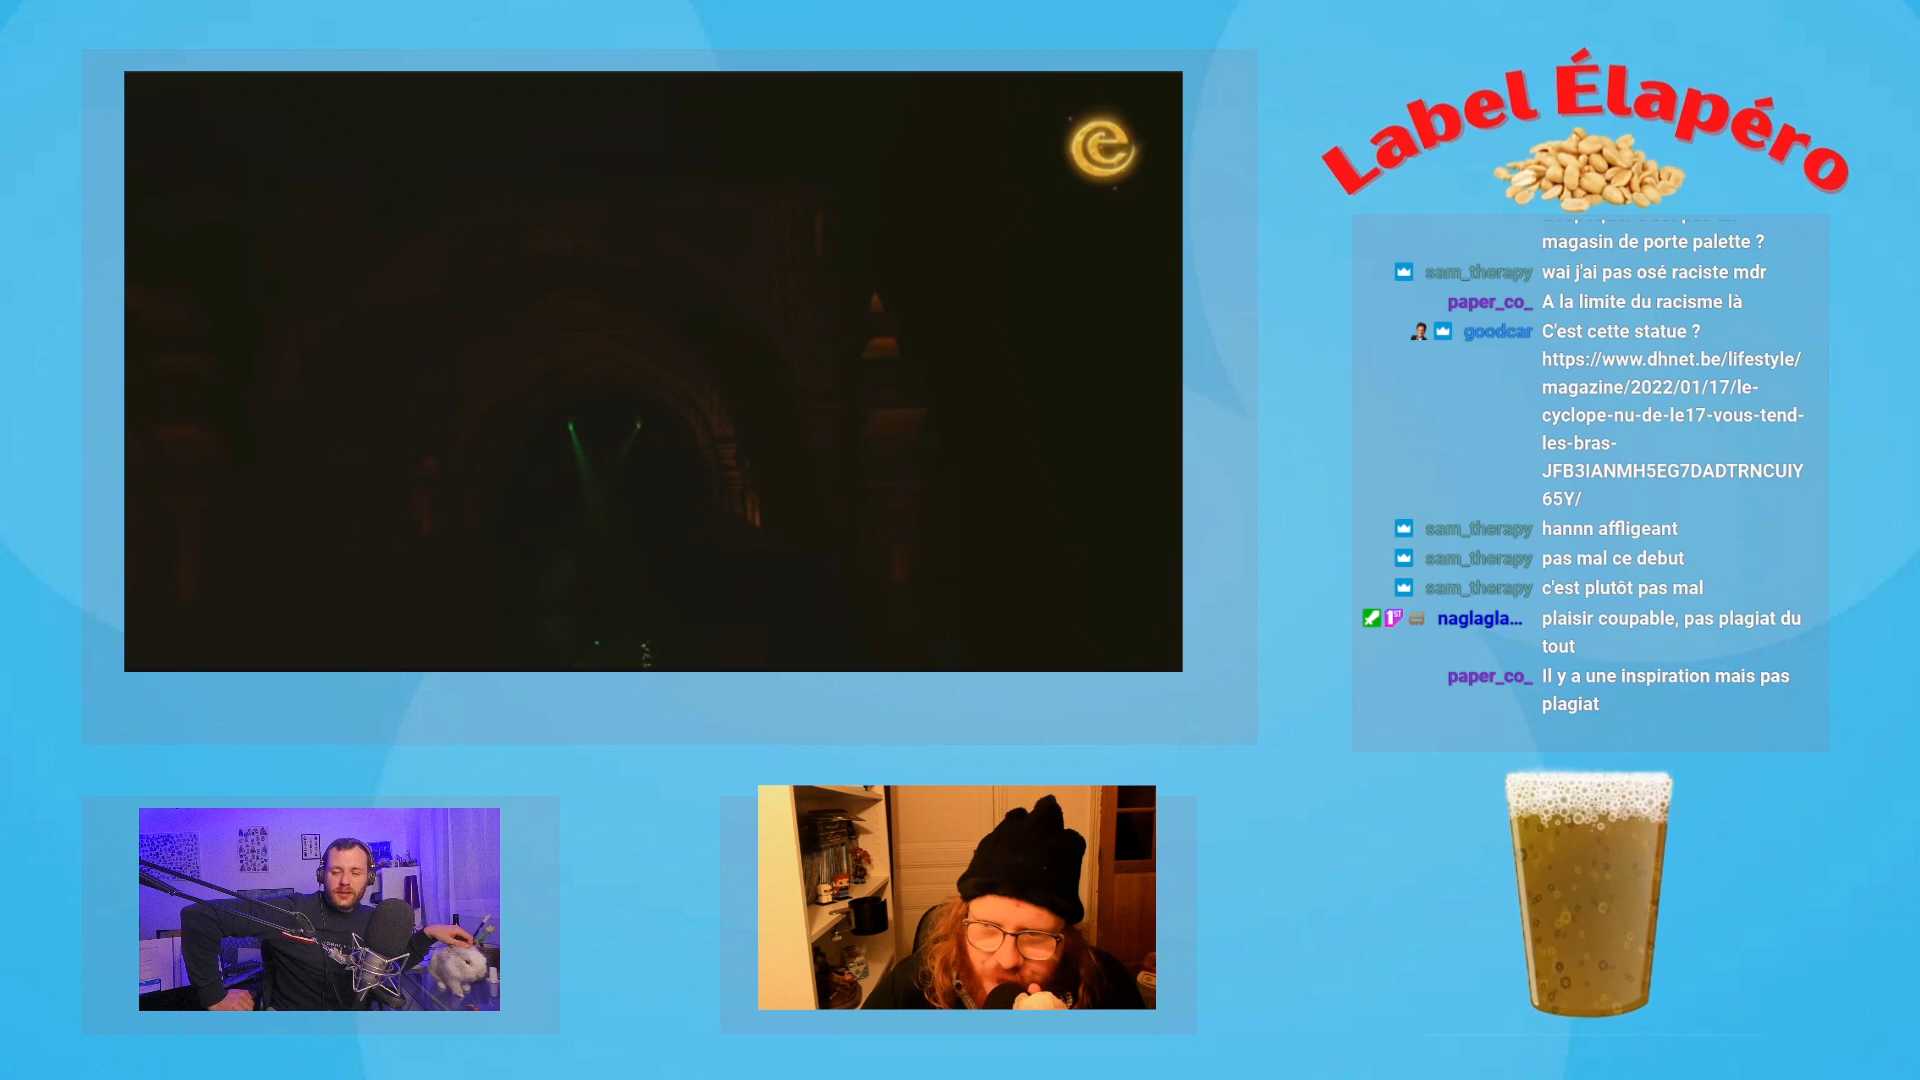 Label Élapéro
magasin de porte palette ?
sam_therapy wai j'ai pas osé raciste mdr
paper_co_ A la limite du racisme là
goodcar C'est cette statue ?
https://www.dhnet.be/lifestyle/
magazine/2022/01/17/le-
cyclope-nu-de-le17-vous-tend-
les-bras-
JFB3IANMH5EG7DADTRNCUIY
65Y/
sam_therapy hannn affligeant
sam_therapy pas mal ce debut
sam_therapy c'est plutôt pas mal
naglagla... plaisir coupable, pas plagiat du
tout
paper_co_ Il y a une inspiration mais pas
plagiat